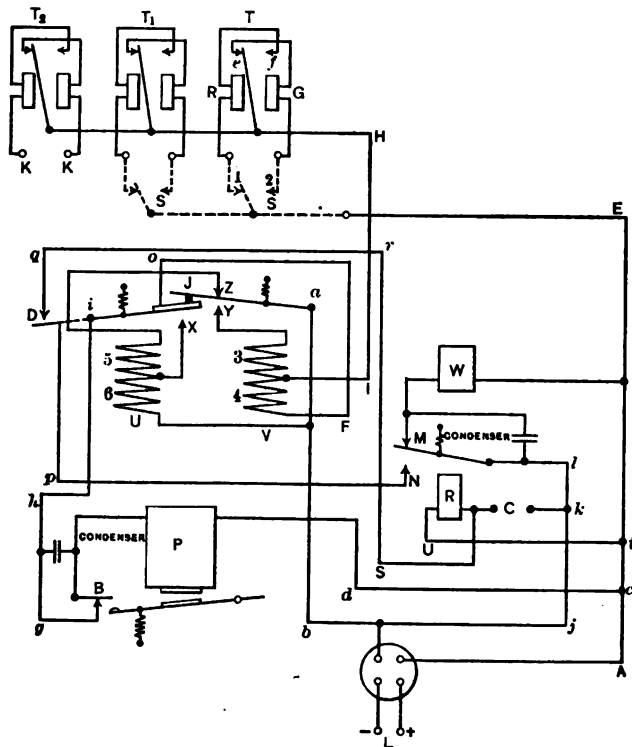 T2 T1 T
e f
R G
H
K K
1 2
S S
E
r
q o
J Z a
D i
X Y
5 3
6 4
I
U F
V
W
M CONDENSER
l
p N
h
R C k
CONDENSER P
U t
S
B d c
g b j
A
− +
L